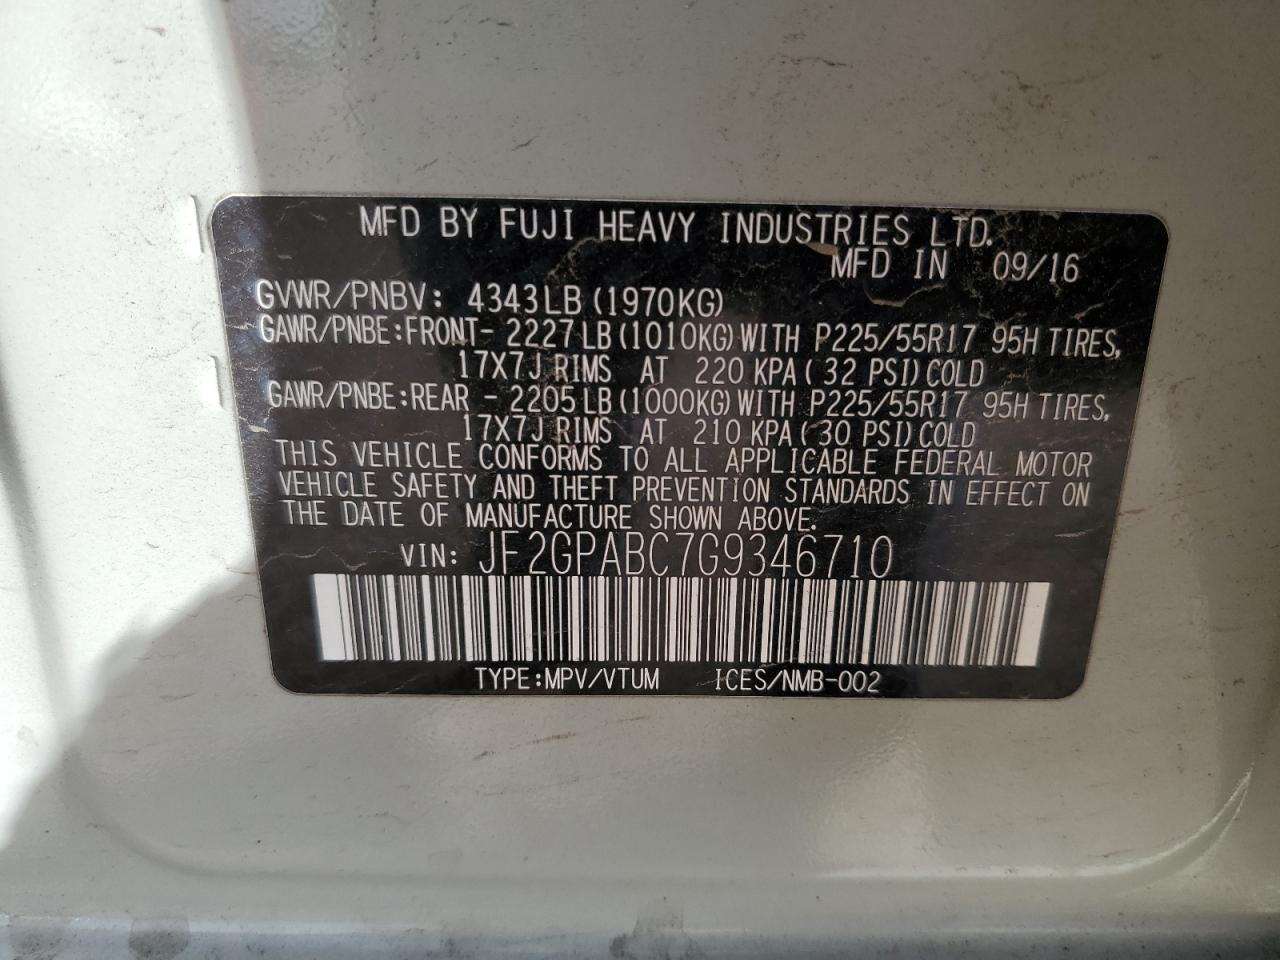 MFD BY FUJI HEAVY INDUSTRIES LTD.
MFD IN 09/16
GVWR/PNBV: 4343LB (1970KG)
GAWR/PNBE:FRONT- 2227LB (1010KG) WITH P225/55R17 95H TIRES,
17X7J RIMS AT 220 KPA ( 32 PSI) COLD
GAWR/PNBE:REAR - 2205LB (1000KG) WITH P225/55R17 95H TIRES,
17X7J RIMS AT 210 KPA ( 30 PSI) COLD
THIS VEHICLE CONFORMS TO ALL APPLICABLE FEDERAL MOTOR
VEHICLE SAFETY AND THEFT PREVENTION STANDARDS IN EFFECT ON
THE DATE OF MANUFACTURE SHOWN ABOVE.
VIN: JF2GPABC7G9346710
TYPE:MPV/VTUM ICES/NMB-002